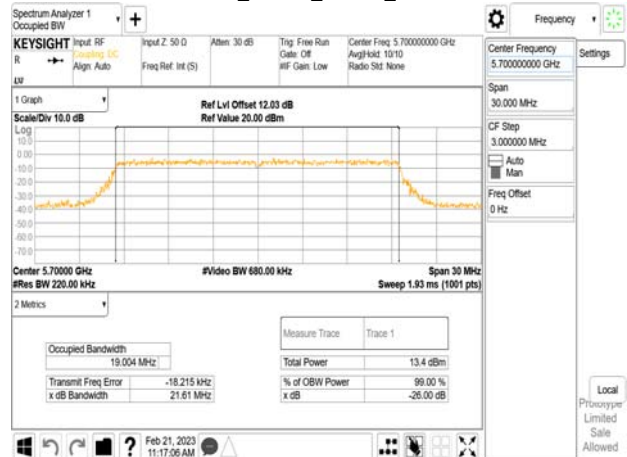 Spectrum Analyzer 1
Occupied BW
+
Frequency
KEYSIGHT
Input: RF
Coupling: DC
Align: Auto
Input Z: 50 Ω
Freq Ref: Int (S)
Atten: 30 dB
Trig: Free Run
Gate: Off
#IF Gain: Low
Center Freq: 5.700000000 GHz
Avg|Hold: 10/10
Radio Std: None
R
LW
Center Frequency
5.700000000 GHz
Settings
Span
30.000 MHz
CF Step
3.000000 MHz
Auto
Man
Freq Offset
0 Hz
1 Graph
Scale/Div 10.0 dB
Ref Lvl Offset 12.03 dB
Ref Value 20.00 dBm
Log
10.0
0.00
-10.0
-20.0
-30.0
-40.0
-50.0
-60.0
-70.0
Center 5.70000 GHz
#Video BW 680.00 kHz
Span 30 MHz
#Res BW 220.00 kHz
Sweep 1.93 ms (1001 pts)
2 Metrics
Measure Trace
Trace 1
Occupied Bandwidth
19.004 MHz
Total Power
13.4 dBm
Transmit Freq Error
-18.215 kHz
% of OBW Power
99.00 %
x dB Bandwidth
21.61 MHz
x dB
-26.00 dB
Local
Prototype
Limited
Sale
Allowed
?
Feb 21, 2023
11:17:06 AM